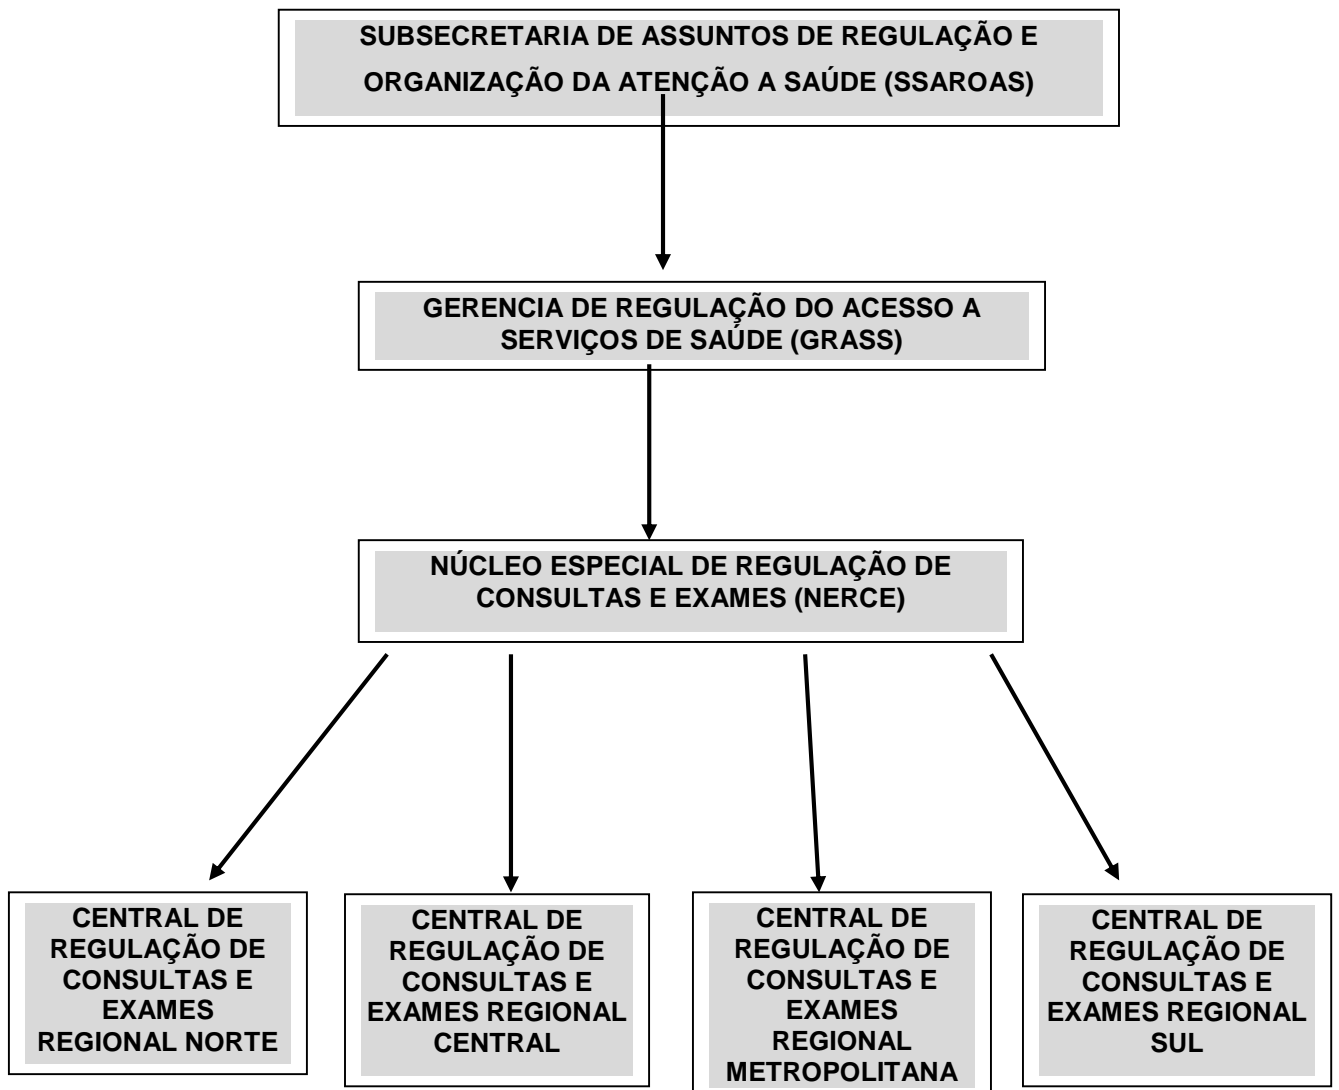 SUBSECRETARIA DE ASSUNTOS DE REGULAÇÃO E
ORGANIZAÇÃO DA ATENÇÃO A SAÚDE (SSAROAS)
GERENCIA DE REGULAÇÃO DO ACESSO A
SERVIÇOS DE SAÚDE (GRASS)
NÚCLEO ESPECIAL DE REGULAÇÃO DE
CONSULTAS E EXAMES (NERCE)
CENTRAL DE
REGULAÇÃO DE
CONSULTAS E
EXAMES
REGIONAL NORTE
CENTRAL DE
REGULAÇÃO DE
CONSULTAS E
EXAMES REGIONAL
CENTRAL
CENTRAL DE
REGULAÇÃO DE
CONSULTAS E
EXAMES
REGIONAL
METROPOLITANA
CENTRAL DE
REGULAÇÃO DE
CONSULTAS E
EXAMES REGIONAL
SUL